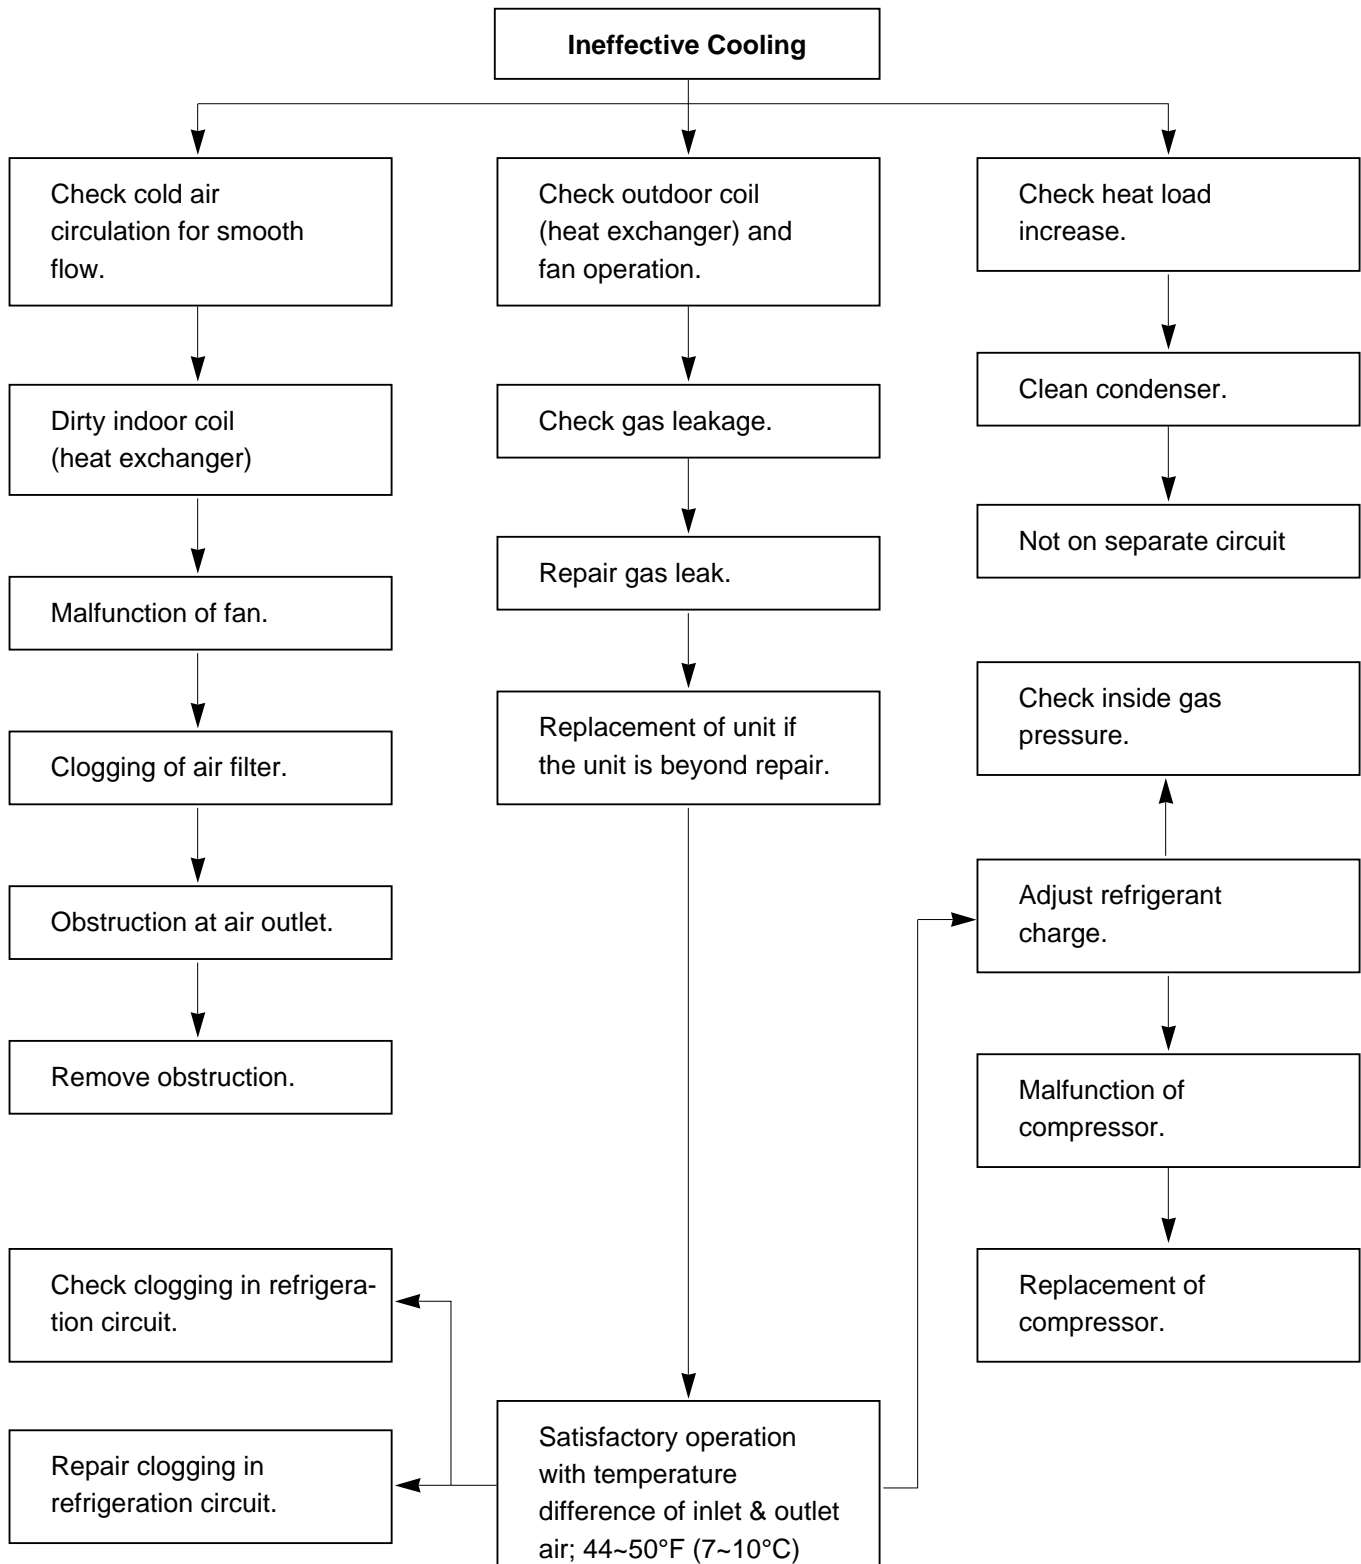 Ineffective Cooling
Check cold air
circulation for smooth
flow.
Dirty indoor coil
(heat exchanger)
Malfunction of fan.
Clogging of air filter.
Obstruction at air outlet.
Remove obstruction.
Check outdoor coil
(heat exchanger) and
fan operation.
Check gas leakage.
Repair gas leak.
Replacement of unit if
the unit is beyond repair.
Check heat load
increase.
Clean condenser.
Not on separate circuit
Check inside gas
pressure.
Adjust refrigerant
charge.
Malfunction of
compressor.
Replacement of
compressor.
Check clogging in refrigera-
tion circuit.
Repair clogging in
refrigeration circuit.
Satisfactory operation
with temperature
difference of inlet & outlet
air; 44~50°F (7~10°C)